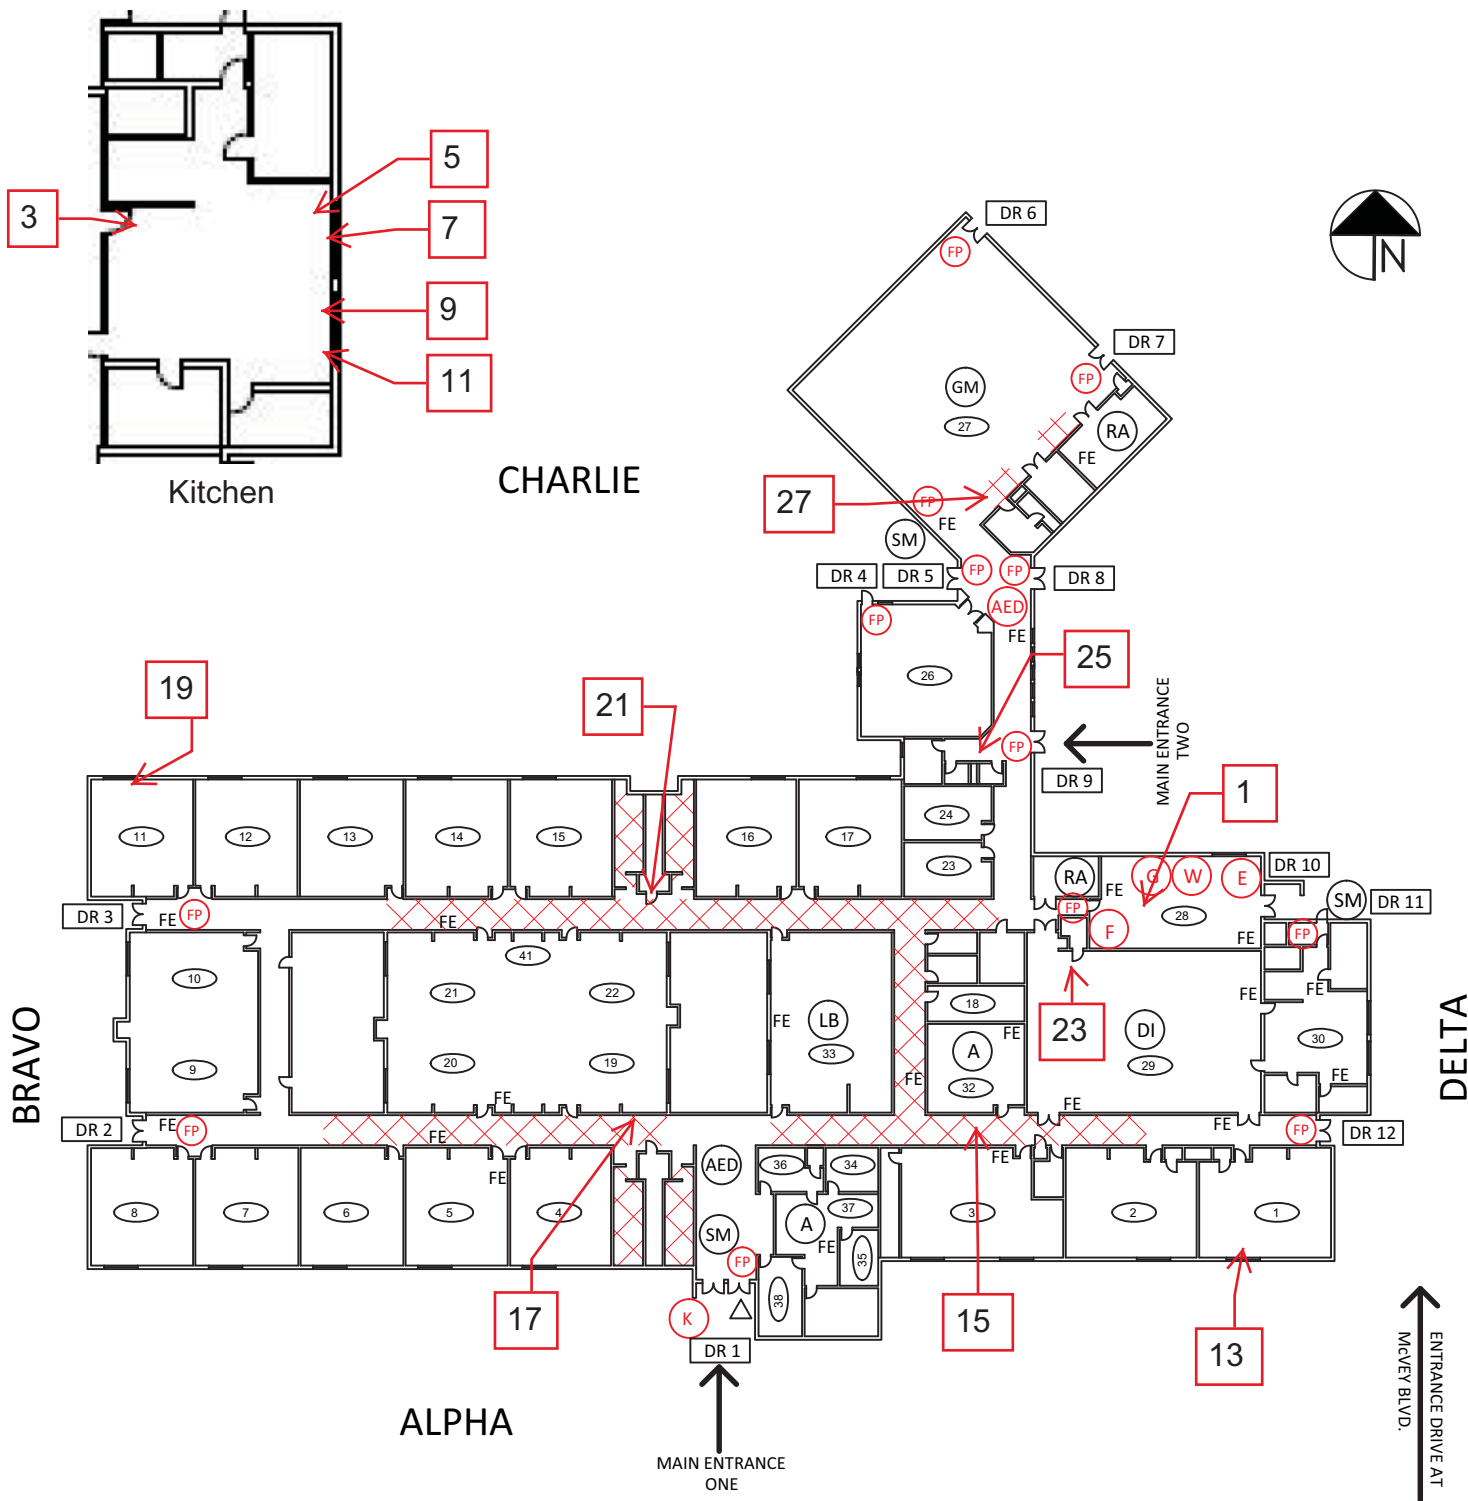 5
3
7
9
11
Kitchen
CHARLIE
DR 6
N
FP
DR 7
FP
GM
27
RA
FE
27
FP
FE
SM
DR 4
DR 5
FP
FP
DR 8
AED
FP
FE
25
26
19
21
FP
MAIN ENTRANCE
TWO
DR 9
1
11
12
13
14
15
16
17
24
23
RA
FE
G
W
E
DR 10
SM
DR 11
DR 3
FE
FP
FE
FP
F
28
FE
FP
41
10
21
22
FE
LB
33
18
FE
A
32
FE
23
DI
29
FE
FE
30
FE
9
20
19
FE
FE
BRAVO
DELTA
DR 2
FE
FP
FE
FE
FE
FP
DR 12
AED
36
34
FE
8
7
6
5
4
SM
A
37
3
2
1
FE
35
FP
38
K
17
15
13
DR 1
ALPHA
MAIN ENTRANCE
ONE
ENTRANCE DRIVE AT
McVEY BLVD.